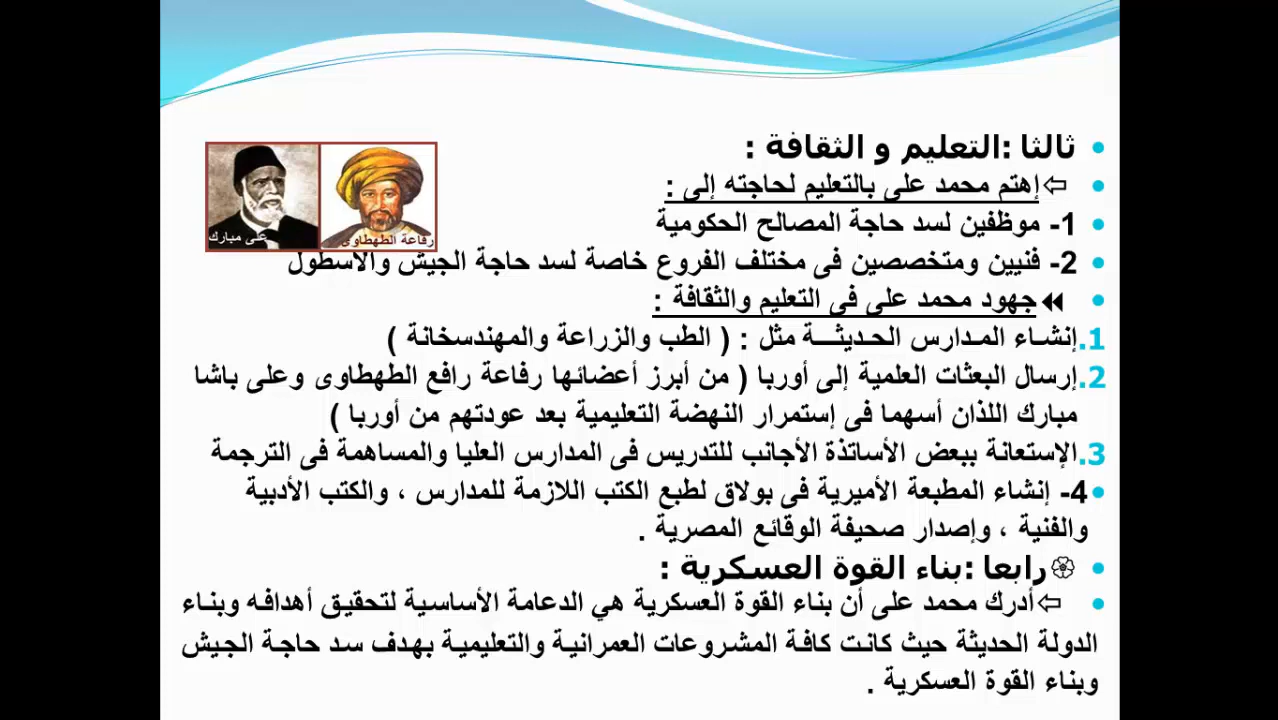 ثالثا :التعليم و الثقافة :
إهتم محمد على بالتعليم لحاجته إلى :
1- موظفين لسد حاجة المصالح الحكومية
2- فنيين ومتخصصين فى مختلف الفروع خاصة لسد حاجة الجيش والاسطول
على مبارك
رفاعة الطهطاوى
جهود محمد على فى التعليم والثقافة :
1.إنشـاء المـدارس الحـديثـــة مثل : ( الطب والزراعة والمهندسخانة )
2.إرسال البعثات العلمية إلى أوربا ( من أبرز أعضائها رفاعة رافع الطهطاوى وعلى باشا
مبارك اللذان أسهما فى إستمرار النهضة التعليمية بعد عودتهم من أوربا )
3.الإستعانة ببعض الأساتذة الأجانب للتدريس فى المدارس العليا والمساهمة فى الترجمة
4- إنشاء المطبعة الأميرية فى بولاق لطبع الكتب اللازمة للمدارس ، والكتب الأدبية
والفنية ، وإصدار صحيفة الوقائع المصرية .
رابعا :بناء القوة العسكرية :
أدرك محمد على أن بناء القوة العسكرية هي الدعامة الأساسية لتحقيق أهدافه وبناء
الدولة الحديثة حيث كانت كافة المشروعات العمرانية والتعليمية بهدف سد حاجة الجيش
وبناء القوة العسكرية .